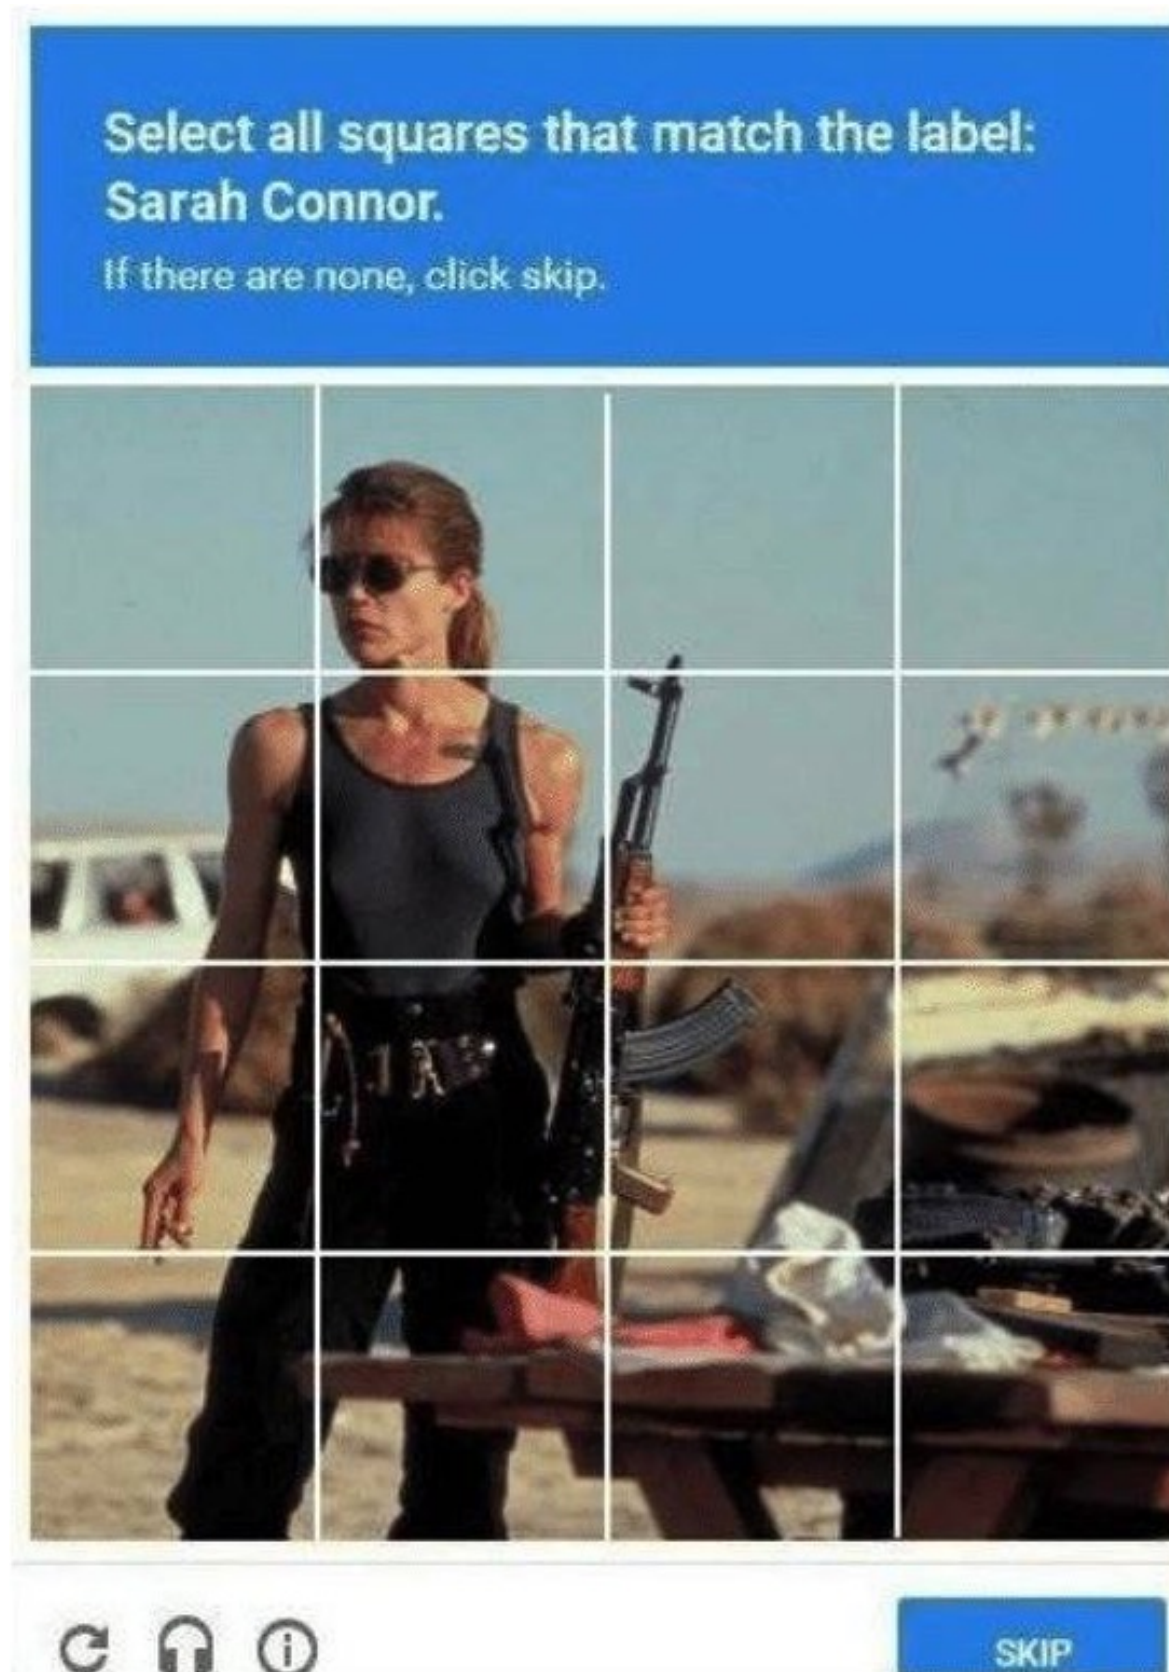 Select all squares that match the label:
Sarah Connor.
If there are none, click skip.
SKIP